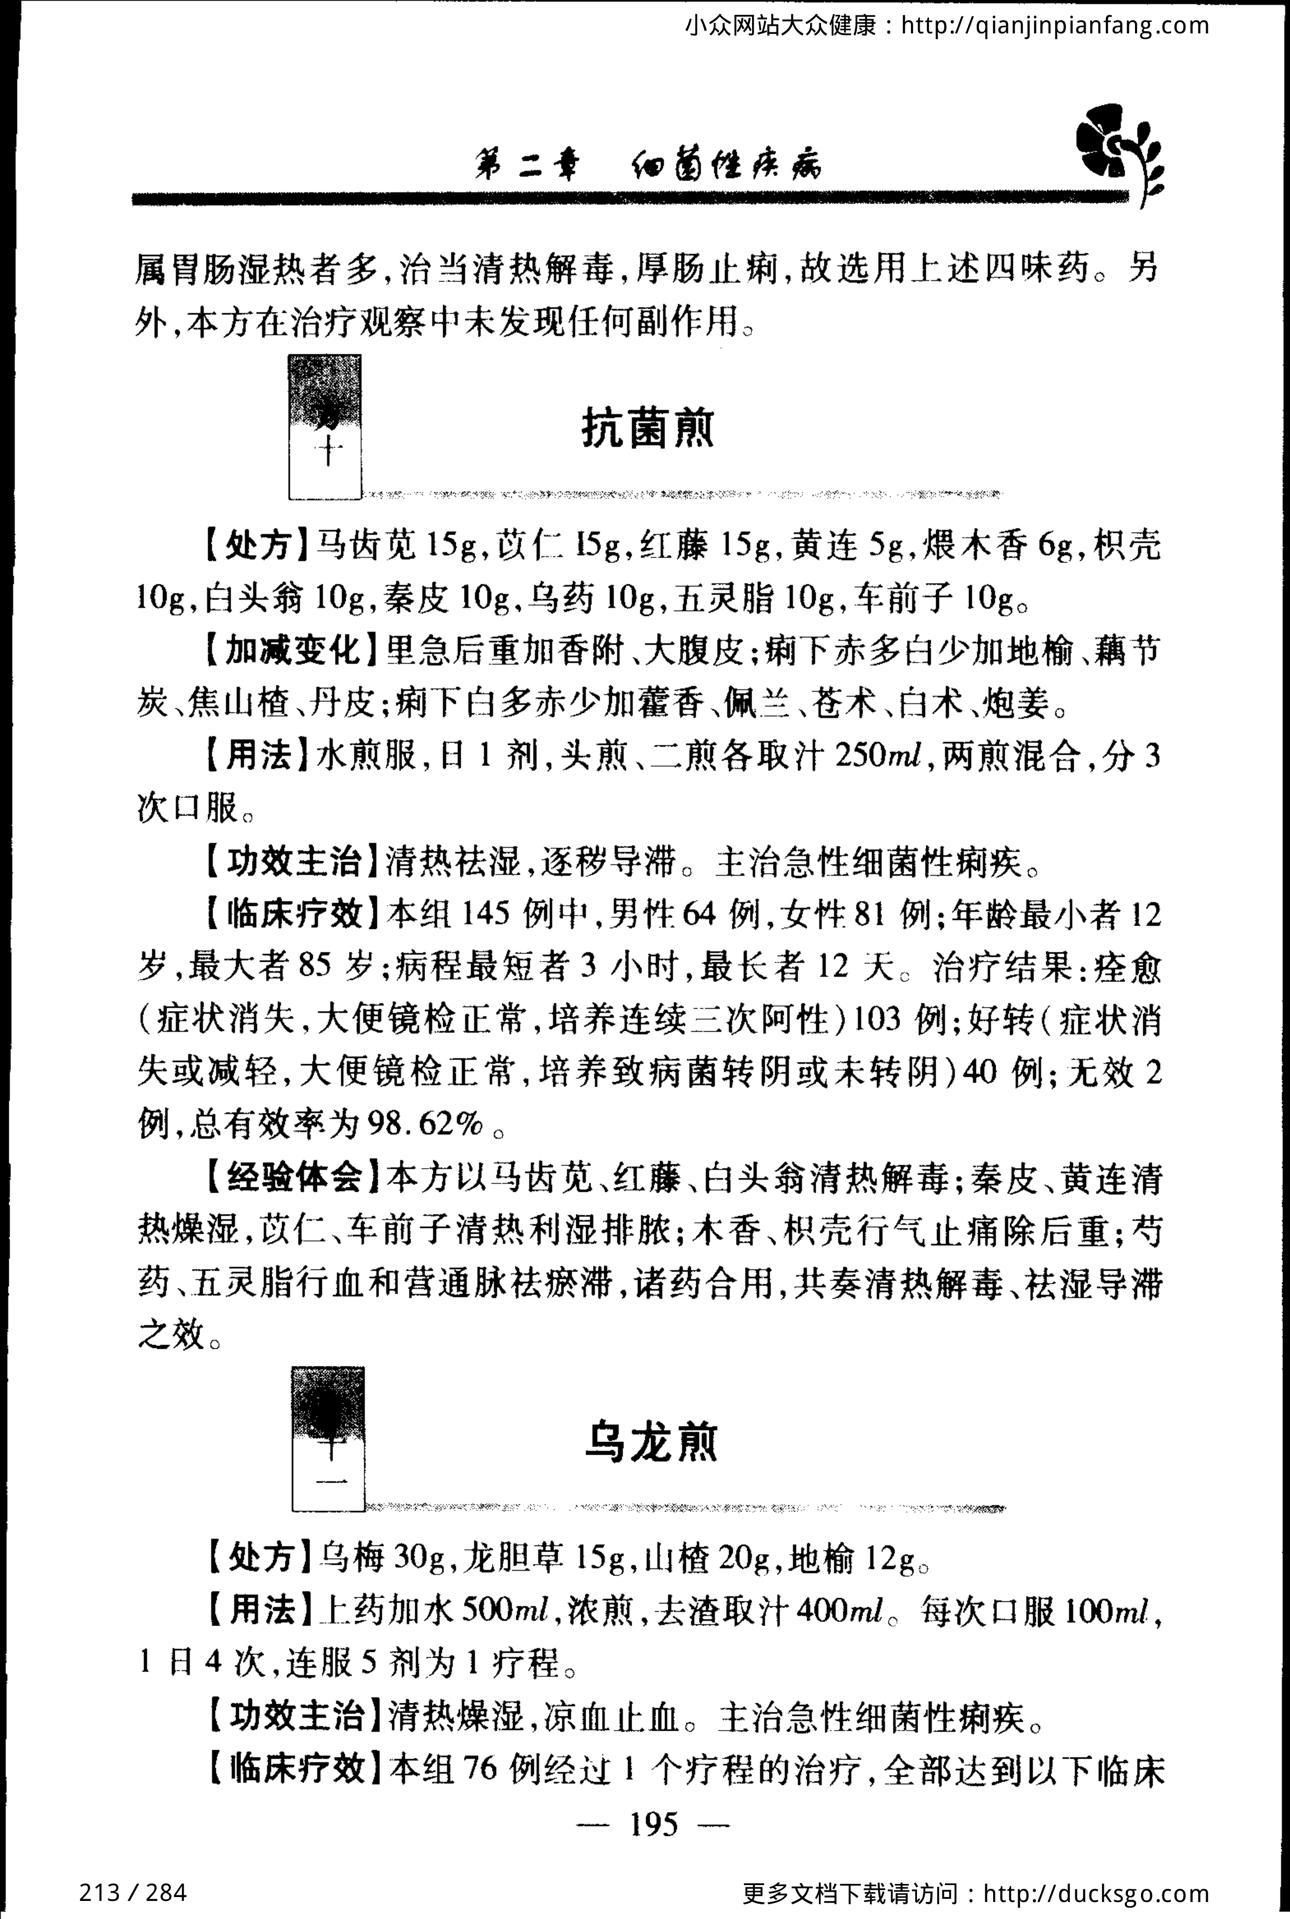 小众网站大众健康：http://qianjinpianfang.com
第二章 细菌性疾病
属胃肠湿热者多，治当清热解毒，厚肠止痢，故选用上述四味药。另
外，本方在治疗观察中未发现任何副作用。
十
抗菌煎
【处方】马齿苋 15g，苡仁 15g，红藤 15g，黄连 5g，煨木香 6g，枳壳
10g，白头翁 10g，秦皮 10g，乌药 10g，五灵脂 10g，车前子 10g。
【加减变化】里急后重加香附、大腹皮；痢下赤多白少加地榆、藕节
炭、焦山楂、丹皮；痢下白多赤少加藿香、佩兰、苍术、白术、炮姜。
【用法】水煎服，日 1 剂，头煎、二煎各取汁 250ml，两煎混合，分 3
次口服。
【功效主治】清热祛湿，逐秽导滞。主治急性细菌性痢疾。
【临床疗效】本组 145 例中，男性 64 例，女性 81 例；年龄最小者 12
岁，最大者 85 岁；病程最短者 3 小时，最长者 12 天。治疗结果：痊愈
（症状消失，大便镜检正常，培养连续三次阿性）103 例；好转（症状消
失或减轻，大便镜检正常，培养致病菌转阴或未转阴）40 例；无效 2
例，总有效率为 98.62%。
【经验体会】本方以马齿苋、红藤、白头翁清热解毒；秦皮、黄连清
热燥湿，苡仁、车前子清热利湿排脓；木香、枳壳行气止痛除后重；芍
药、五灵脂行血和营通脉祛瘀滞，诸药合用，共奏清热解毒、祛湿导滞
之效。
十一
乌龙煎
【处方】乌梅 30g，龙胆草 15g，山楂 20g，地榆 12g。
【用法】上药加水 500ml，浓煎，去渣取汁 400ml。每次口服 100ml，
1 日 4 次，连服 5 剂为 1 疗程。
【功效主治】清热燥湿，凉血止血。主治急性细菌性痢疾。
【临床疗效】本组 76 例经过 1 个疗程的治疗，全部达到以下临床
— 195 —
213 / 284
更多文档下载请访问：http://ducksgo.com